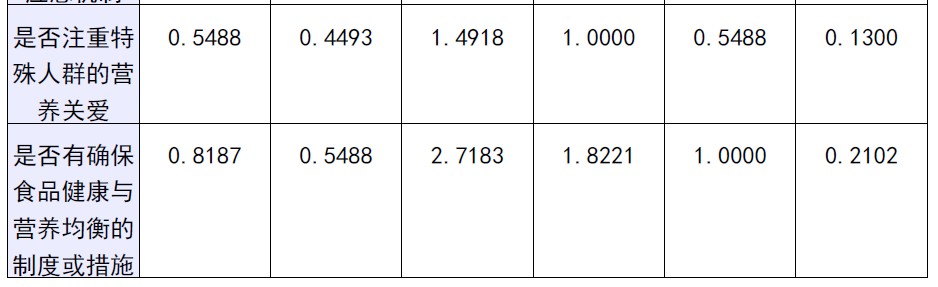 是否注重特 0.5488 0.4493 1.4918 1.0000 0.5488 0.1300
殊人群的营
养关爱
是否有确保 0.8187 0.5488 2.7183 1.8221 1.0000 0.2102
食品健康与
营养均衡的
制度或措施